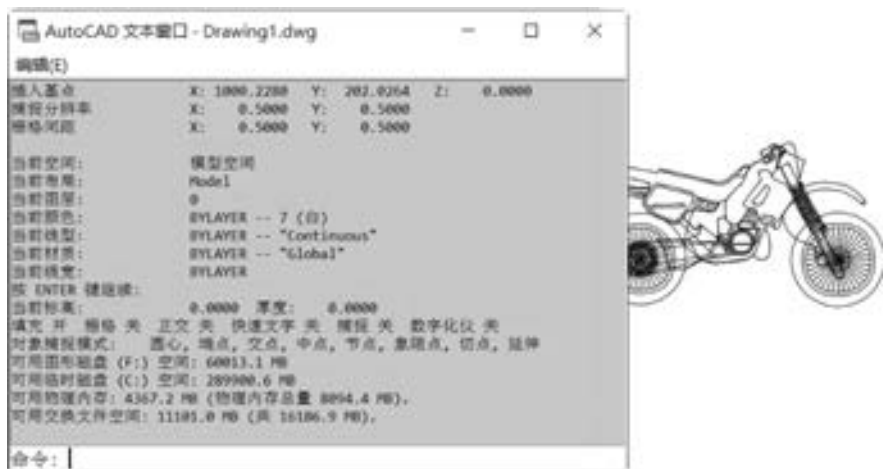 AutoCAD 文本窗口 - Drawing1.dwg
编辑(E)
插入基点 X: 1000.2280 Y: 202.0264 Z: 0.0000
捕捉分辨率 X: 0.5000 Y: 0.5000
栅格间距 X: 0.5000 Y: 0.5000
当前空间: 模型空间
当前布局: Model
当前图层: 0
当前颜色: BYLAYER -- 7 (白)
当前线型: BYLAYER -- "Continuous"
当前材质: BYLAYER -- "Global"
当前线宽: BYLAYER
按 ENTER 键继续:
当前标高: 0.0000 厚度: 0.0000
填充 开 栅格 关 正交 关 快速文字 关 捕捉 关 数字化仪 关
对象捕捉模式: 圆心, 端点, 交点, 中点, 节点, 象限点, 切点, 延伸
可用图形磁盘 (F:) 空间: 60013.1 MB
可用临时磁盘 (C:) 空间: 289900.6 MB
可用物理内存: 4367.2 MB (物理内存总量 8094.4 MB).
可用交换文件空间: 11101.0 MB (共 16186.9 MB).
命令: